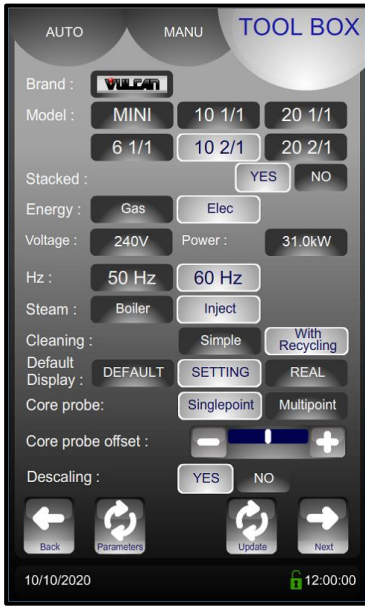 AUTO MANU TOOL BOX
Brand : VULCAN
Model : MINI 10 1/1 20 1/1
6 1/1 10 2/1 20 2/1
Stacked : YES NO
Energy : Gas Elec
Voltage : 240V Power : 31.0kW
Hz : 50 Hz 60 Hz
Steam : Boiler Inject
Cleaning : Simple With Recycling
Default Display : DEFAULT SETTING REAL
Core probe: Singlepoint Multipoint
Core probe offset : − +
Descaling : YES NO
Back Parameters Update Next
10/10/2020 12:00:00